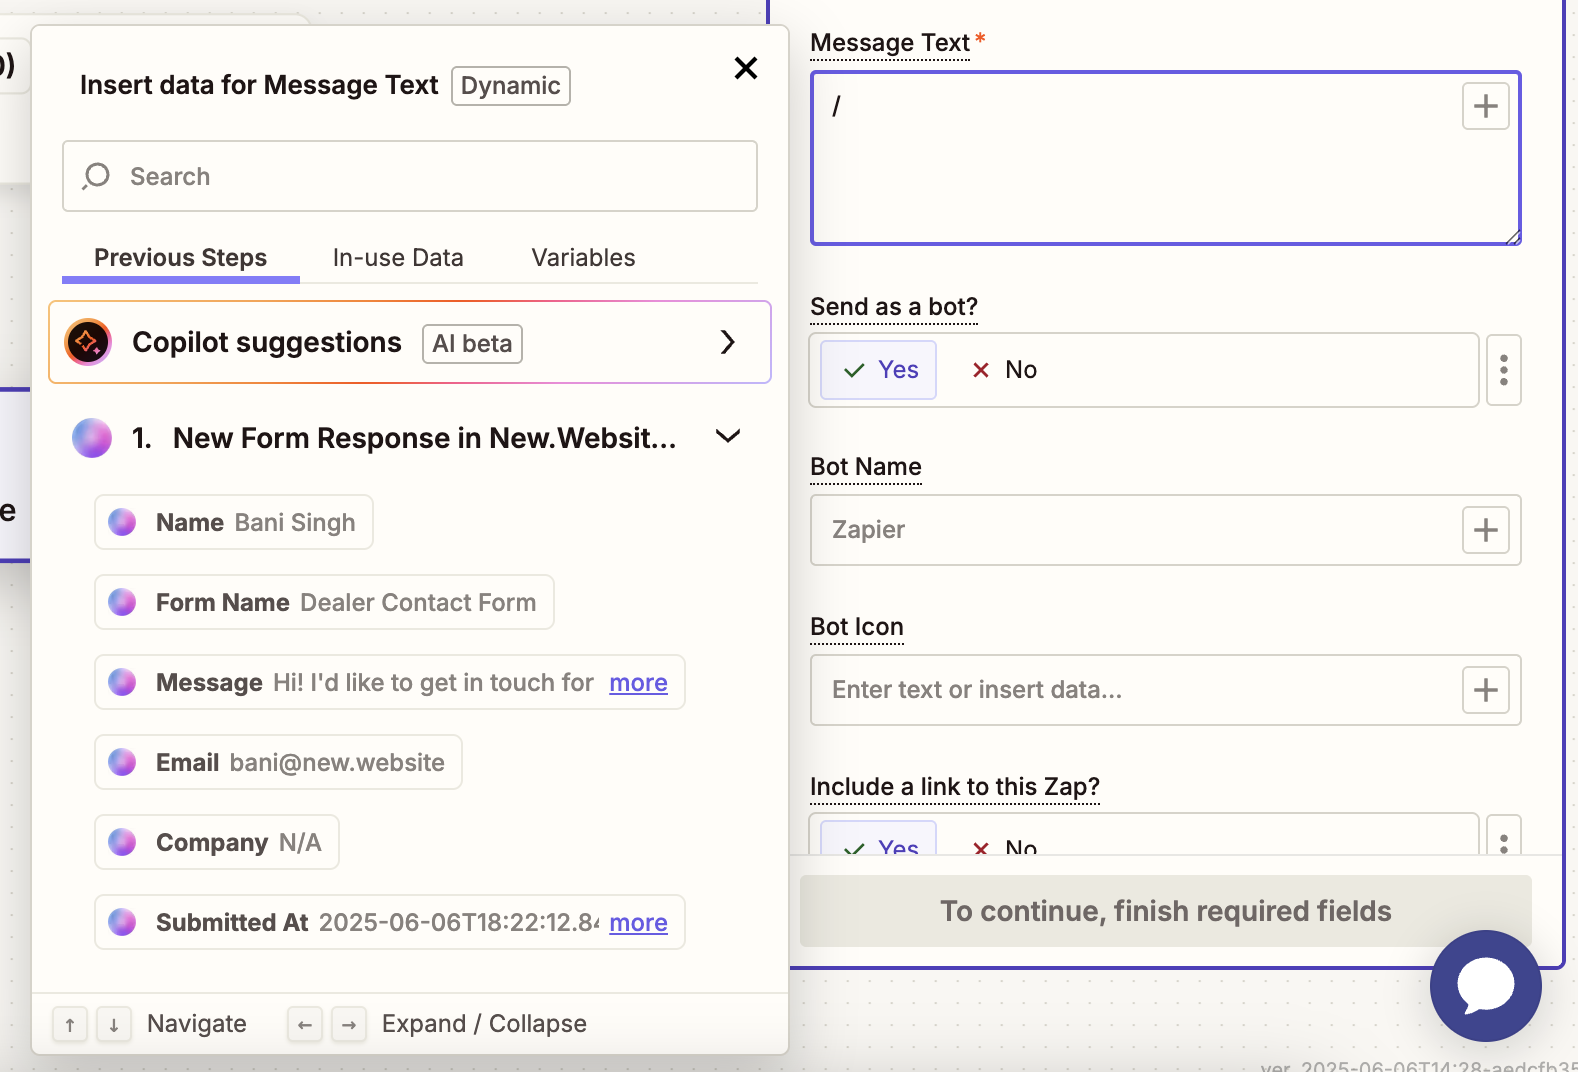 0)
e
Insert data for Message Text Dynamic
Search
Previous Steps In-use Data Variables
Copilot suggestions AI beta
1. New Form Response in New.Websit...
Name Bani Singh
Form Name Dealer Contact Form
Message Hi! I'd like to get in touch for more
Email bani@new.website
Company N/A
Submitted At 2025-06-06T18:22:12.84 more
↑ ↓ Navigate ← → Expand / Collapse
Message Text *
/
Send as a bot?
Yes No
Bot Name
Zapier
Bot Icon
Enter text or insert data...
Include a link to this Zap?
Yes No
To continue, finish required fields
ver. 2025-06-06T14:28-aedcfb35